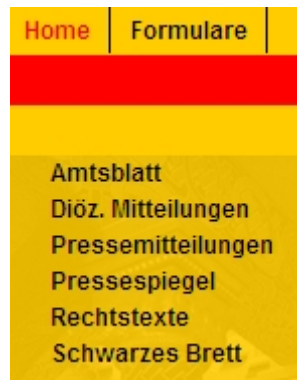 Home Formulare
Amtsblatt
Diöz. Mitteilungen
Pressemitteilungen
Pressespiegel
Rechtstexte
Schwarzes Brett